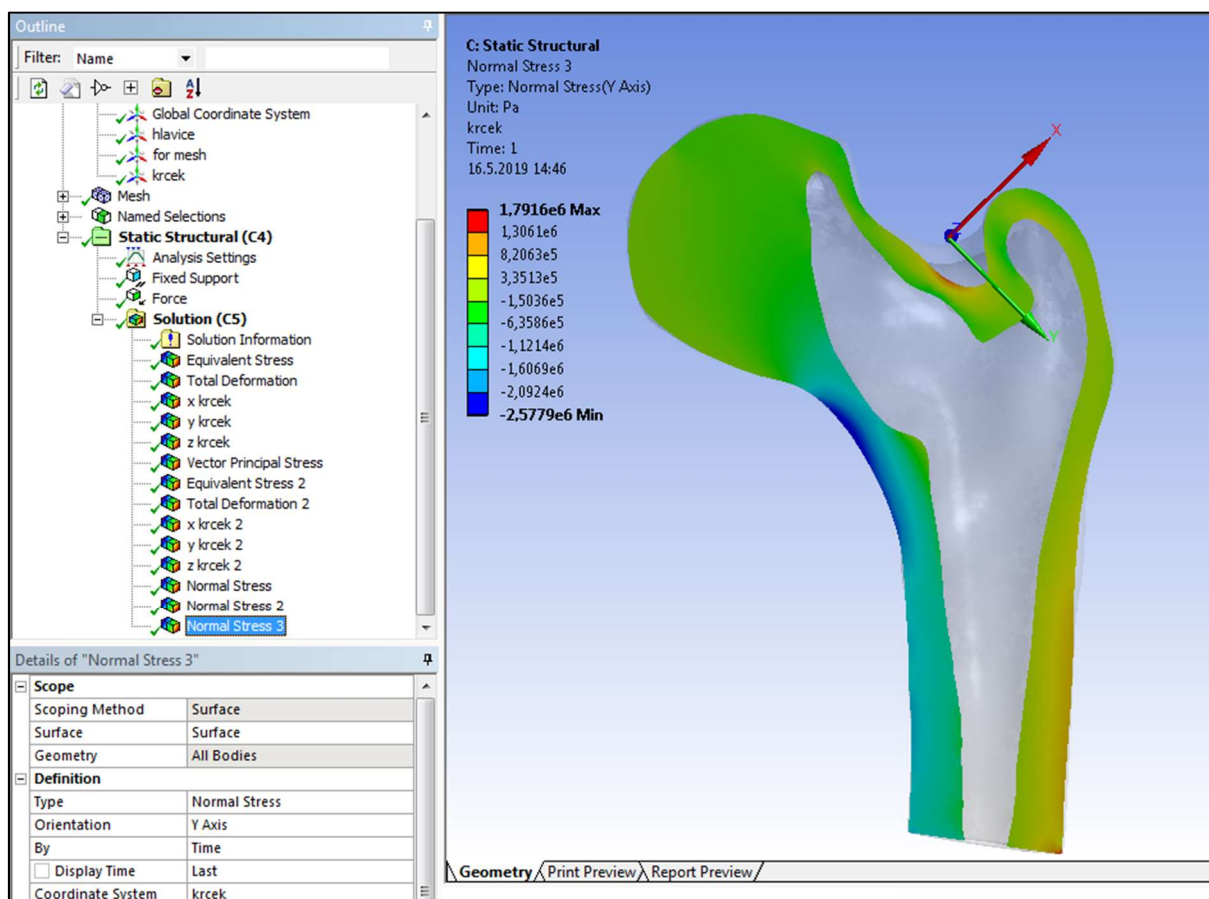 Outline
Filter: Name
Global Coordinate System
hlavice
for mesh
krcek
Mesh
Named Selections
Static Structural (C4)
Analysis Settings
Fixed Support
Force
Solution (C5)
Solution Information
Equivalent Stress
Total Deformation
x krcek
y krcek
z krcek
Vector Principal Stress
Equivalent Stress 2
Total Deformation 2
x krcek 2
y krcek 2
z krcek 2
Normal Stress
Normal Stress 2
Normal Stress 3
Details of "Normal Stress 3"
Scope
Scoping Method Surface
Surface Surface
Geometry All Bodies
Definition
Type Normal Stress
Orientation Y Axis
By Time
Display Time Last
Coordinate System krcek
C: Static Structural
Normal Stress 3
Type: Normal Stress(Y Axis)
Unit: Pa
krcek
Time: 1
16.5.2019 14:46
1,7916e6 Max
1,3061e6
8,2063e5
3,3513e5
-1,5036e5
-6,3586e5
-1,1214e6
-1,6069e6
-2,0924e6
-2,5779e6 Min
X
Y
Geometry Print Preview Report Preview